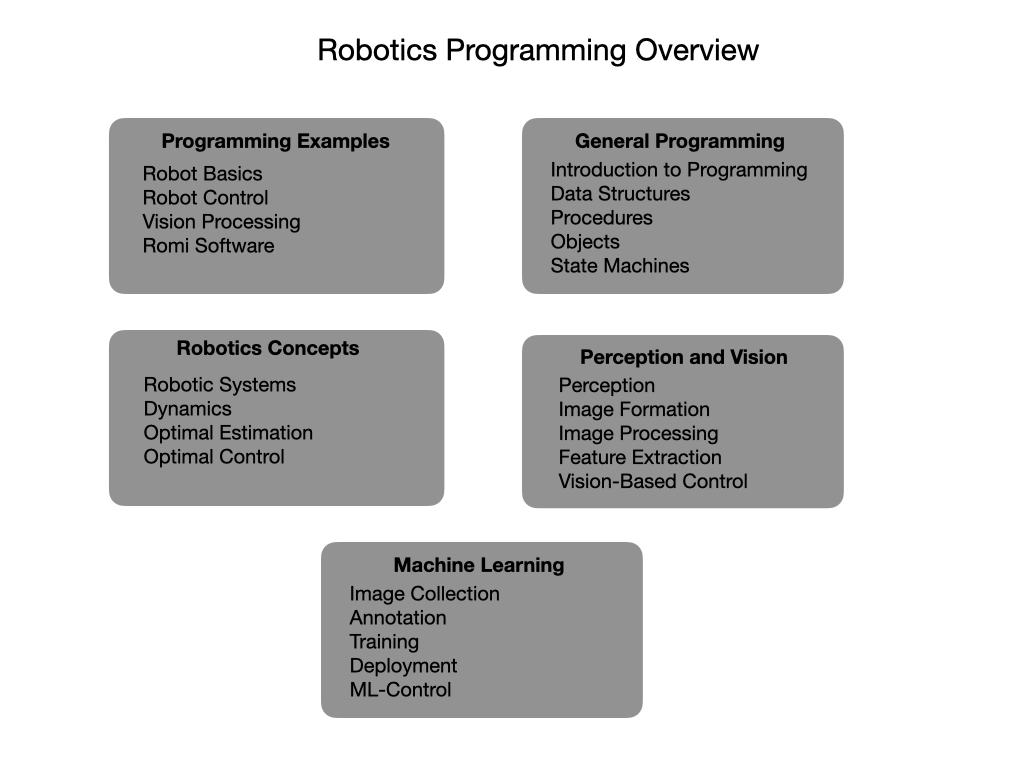 Robotics Programming Overview
Programming Examples
Robot Basics
Robot Control
Vision Processing
Romi Software
General Programming
Introduction to Programming
Data Structures
Procedures
Objects
State Machines
Robotics Concepts
Robotic Systems
Dynamics
Optimal Estimation
Optimal Control
Perception and Vision
Perception
Image Formation
Image Processing
Feature Extraction
Vision-Based Control
Machine Learning
Image Collection
Annotation
Training
Deployment
ML-Control